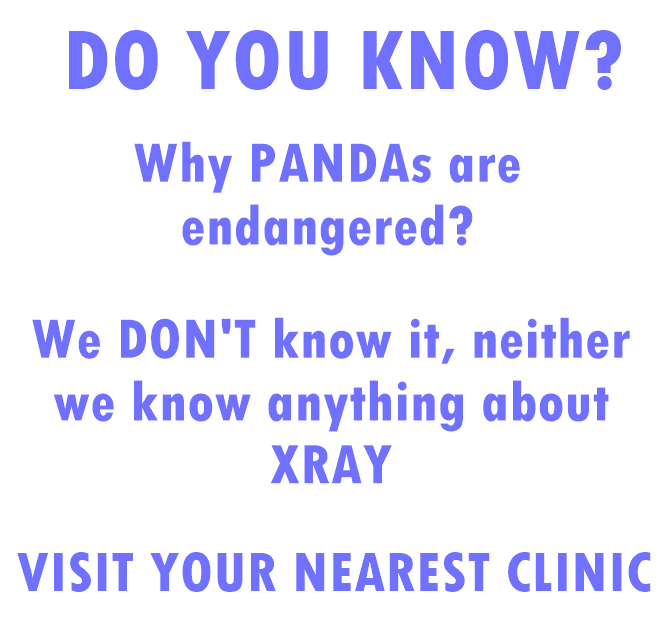 DO YOU KNOW?
Why PANDAs are
endangered?
We DON'T know it, neither
we know anything about
XRAY
VISIT YOUR NEAREST CLINIC